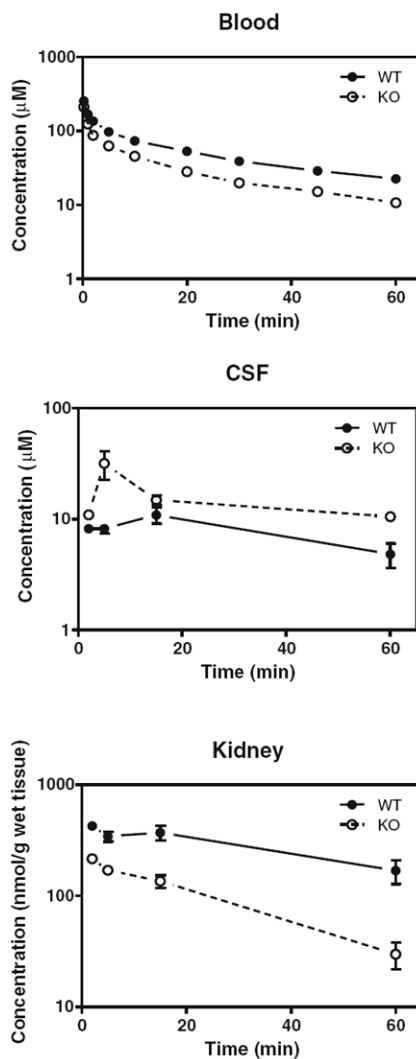 Blood
Concentration (μM)
1000
100
10
1
WT
KO
0
20
40
60
Time (min)
CSF
Concentration (μM)
100
10
1
WT
KO
0
20
40
60
Time (min)
Kidney
Concentration (nmol/g wet tissue)
1000
100
10
WT
KO
0
20
40
60
Time (min)